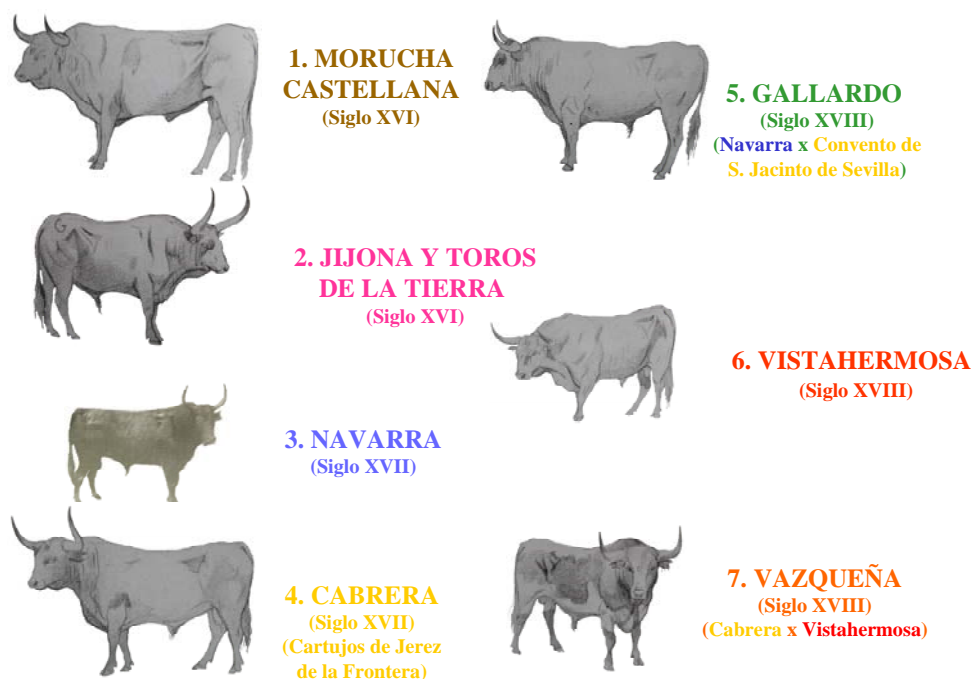 1. MORUCHA
CASTELLANA
(Siglo XVI)
2. JIJONA Y TOROS
DE LA TIERRA
(Siglo XVI)
3. NAVARRA
(Siglo XVII)
4. CABRERA
(Siglo XVII)
(Cartujos de Jerez
de la Frontera)
5. GALLARDO
(Siglo XVIII)
(Navarra x Convento de
S. Jacinto de Sevilla)
6. VISTAHERMOSA
(Siglo XVIII)
7. VAZQUEÑA
(Siglo XVIII)
(Cabrera x Vistahermosa)